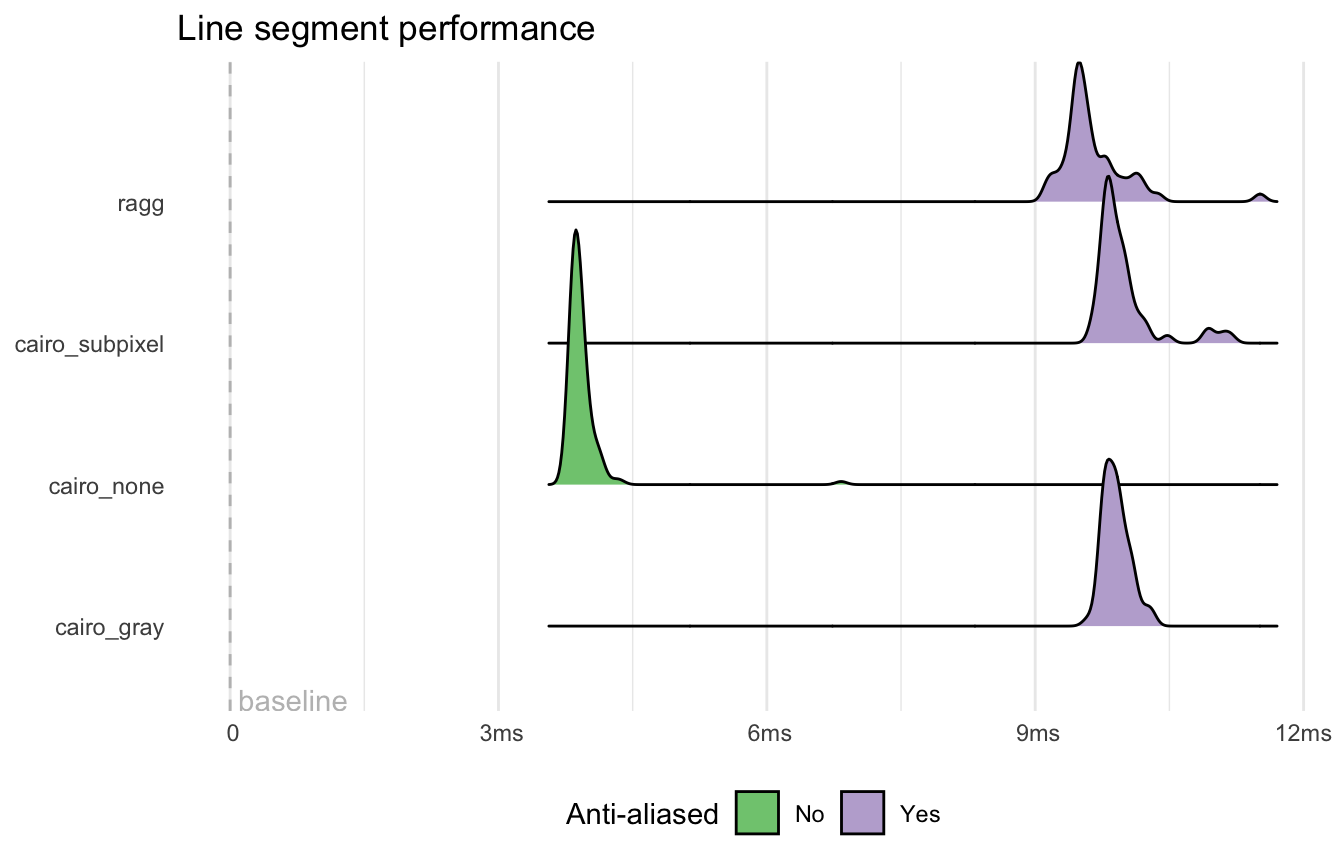 Line segment performance
ragg
cairo_subpixel
cairo_none
cairo_gray
baseline
0 3ms 6ms 9ms 12ms
Anti-aliased No Yes